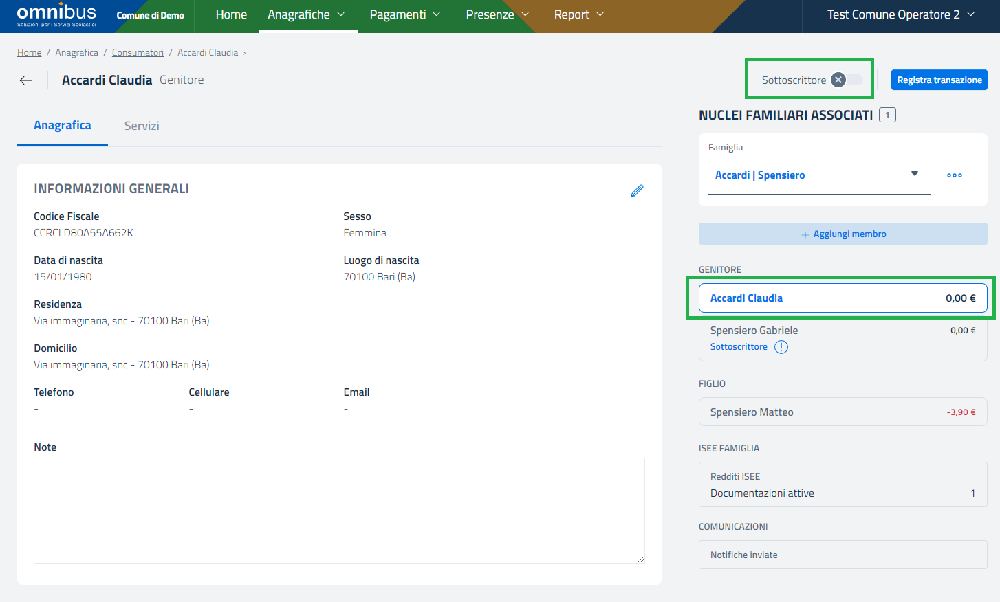 omnibus
Soluzioni per i Servizi Scolastici
Comune di Demo
Home
Anagrafiche
Pagamenti
Presenze
Report
Test Comune Operatore 2
Home / Anagrafica / Consumatori / Accardi Claudia ›
Accardi Claudia Genitore
Sottoscrittore
Registra transazione
Anagrafica
Servizi
INFORMAZIONI GENERALI
Codice Fiscale
CCRCLD80A55A662K
Sesso
Femmina
Data di nascita
15/01/1980
Luogo di nascita
70100 Bari (Ba)
Residenza
Via immaginaria, snc - 70100 Bari (Ba)
Domicilio
Via immaginaria, snc - 70100 Bari (Ba)
Telefono
-
Cellulare
-
Email
-
Note
NUCLEI FAMILIARI ASSOCIATI 1
Famiglia
Accardi | Spensiero
+ Aggiungi membro
GENITORE
Accardi Claudia 0,00 €
Spensiero Gabriele 0,00 €
Sottoscrittore
FIGLIO
Spensiero Matteo -3,90 €
ISEE FAMIGLIA
Redditi ISEE
Documentazioni attive 1
COMUNICAZIONI
Notifiche inviate